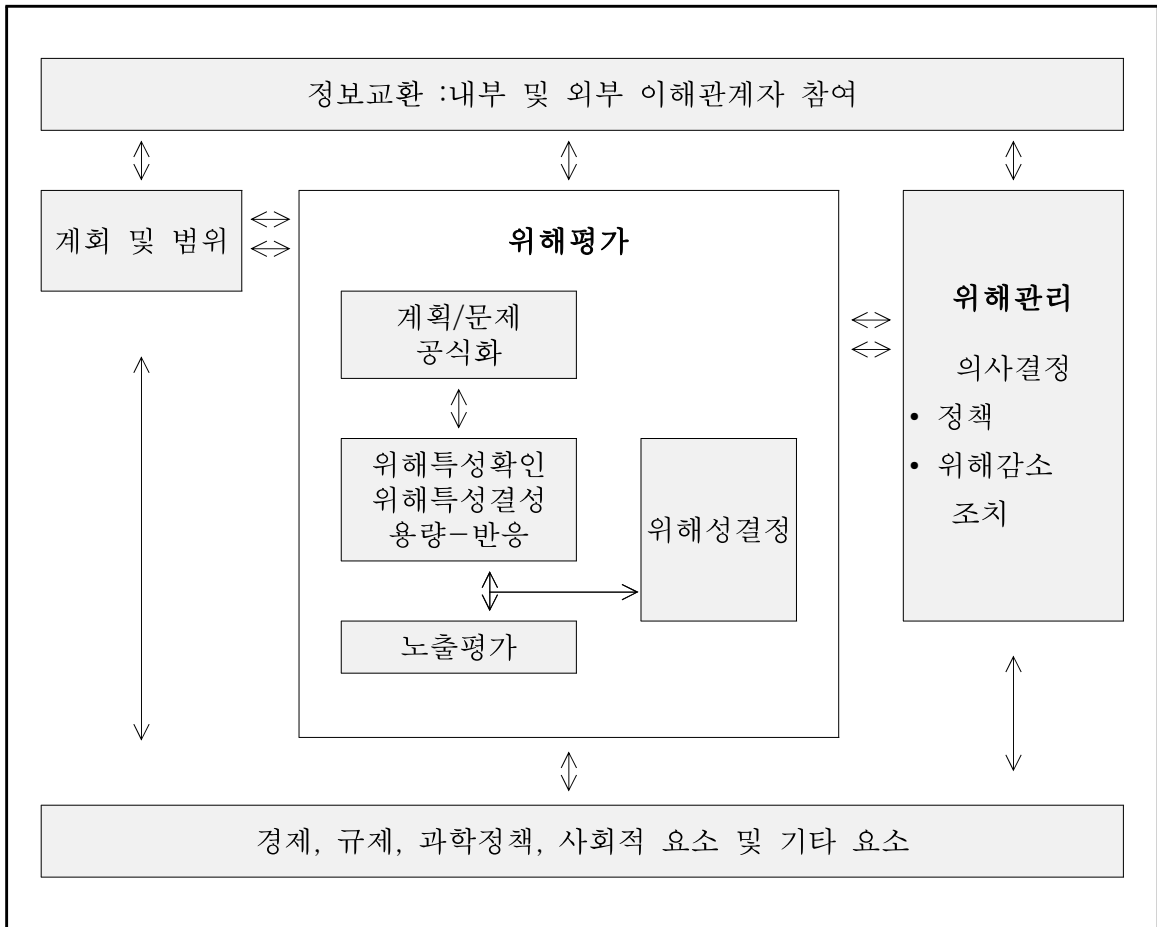 정보교환 :내부 및 외부 이해관계자 참여
계회 및 범위
위해평가
계획/문제
공식화
위해특성확인
위해특성결성
용량-반응
노출평가
위해성결정
위해관리
의사결정
• 정책
• 위해감소
조치
경제, 규제, 과학정책, 사회적 요소 및 기타 요소